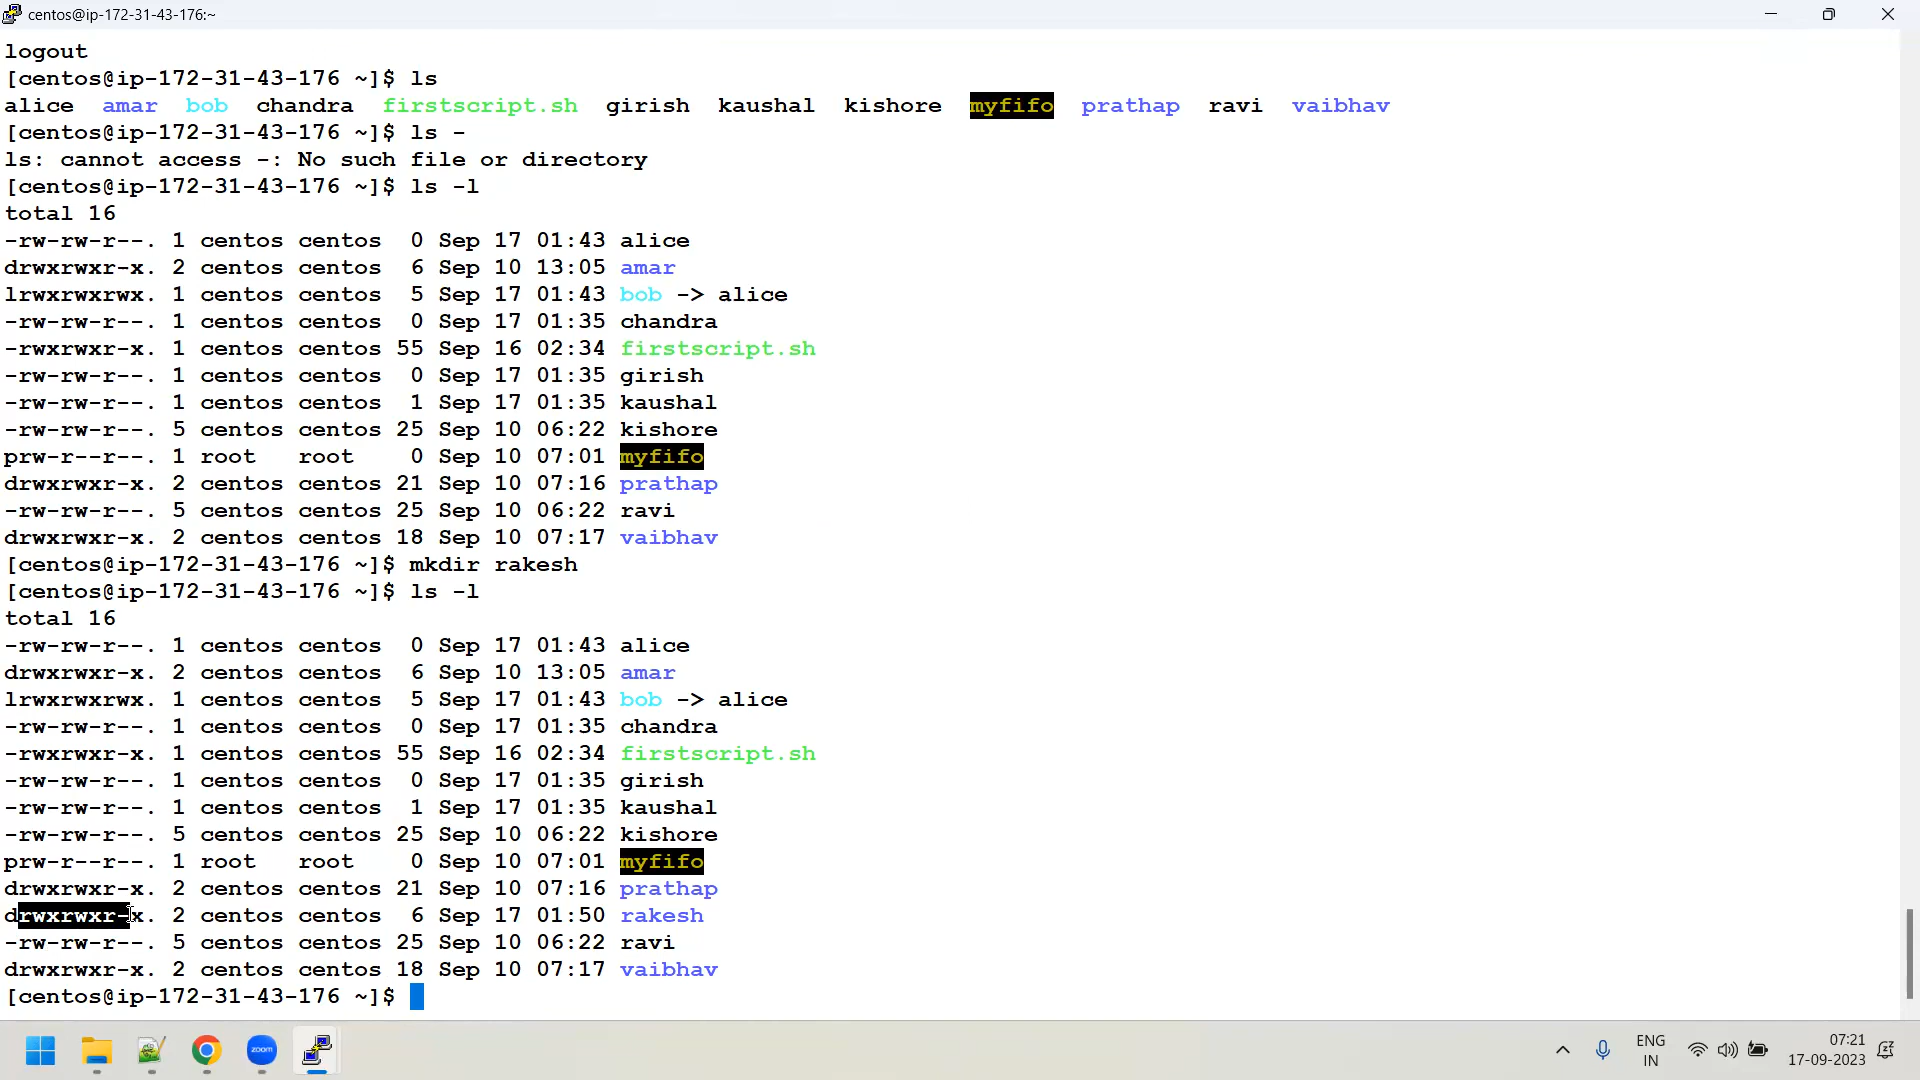 centos@ip-172-31-43-176:~
logout
[centos@ip-172-31-43-176 ~]$ ls
alice  amar  bob  chandra  firstscript.sh  girish  kaushal  kishore  myfifo  prathap  ravi  vaibhav
[centos@ip-172-31-43-176 ~]$ ls -
ls: cannot access -: No such file or directory
[centos@ip-172-31-43-176 ~]$ ls -l
total 16
-rw-rw-r--. 1 centos centos  0 Sep 17 01:43 alice
drwxrwxr-x. 2 centos centos  6 Sep 10 13:05 amar
lrwxrwxrwx. 1 centos centos  5 Sep 17 01:43 bob -> alice
-rw-rw-r--. 1 centos centos  0 Sep 17 01:35 chandra
-rwxrwxr-x. 1 centos centos 55 Sep 16 02:34 firstscript.sh
-rw-rw-r--. 1 centos centos  0 Sep 17 01:35 girish
-rw-rw-r--. 1 centos centos  1 Sep 17 01:35 kaushal
-rw-rw-r--. 5 centos centos 25 Sep 10 06:22 kishore
prw-r--r--. 1 root   root    0 Sep 10 07:01 myfifo
drwxrwxr-x. 2 centos centos 21 Sep 10 07:16 prathap
-rw-rw-r--. 5 centos centos 25 Sep 10 06:22 ravi
drwxrwxr-x. 2 centos centos 18 Sep 10 07:17 vaibhav
[centos@ip-172-31-43-176 ~]$ mkdir rakesh
[centos@ip-172-31-43-176 ~]$ ls -l
total 16
-rw-rw-r--. 1 centos centos  0 Sep 17 01:43 alice
drwxrwxr-x. 2 centos centos  6 Sep 10 13:05 amar
lrwxrwxrwx. 1 centos centos  5 Sep 17 01:43 bob -> alice
-rw-rw-r--. 1 centos centos  0 Sep 17 01:35 chandra
-rwxrwxr-x. 1 centos centos 55 Sep 16 02:34 firstscript.sh
-rw-rw-r--. 1 centos centos  0 Sep 17 01:35 girish
-rw-rw-r--. 1 centos centos  1 Sep 17 01:35 kaushal
-rw-rw-r--. 5 centos centos 25 Sep 10 06:22 kishore
prw-r--r--. 1 root   root    0 Sep 10 07:01 myfifo
drwxrwxr-x. 2 centos centos 21 Sep 10 07:16 prathap
drwxrwxr-x. 2 centos centos  6 Sep 17 01:50 rakesh
-rw-rw-r--. 5 centos centos 25 Sep 10 06:22 ravi
drwxrwxr-x. 2 centos centos 18 Sep 10 07:17 vaibhav
[centos@ip-172-31-43-176 ~]$
zoom
ENG
IN
07:21
17-09-2023